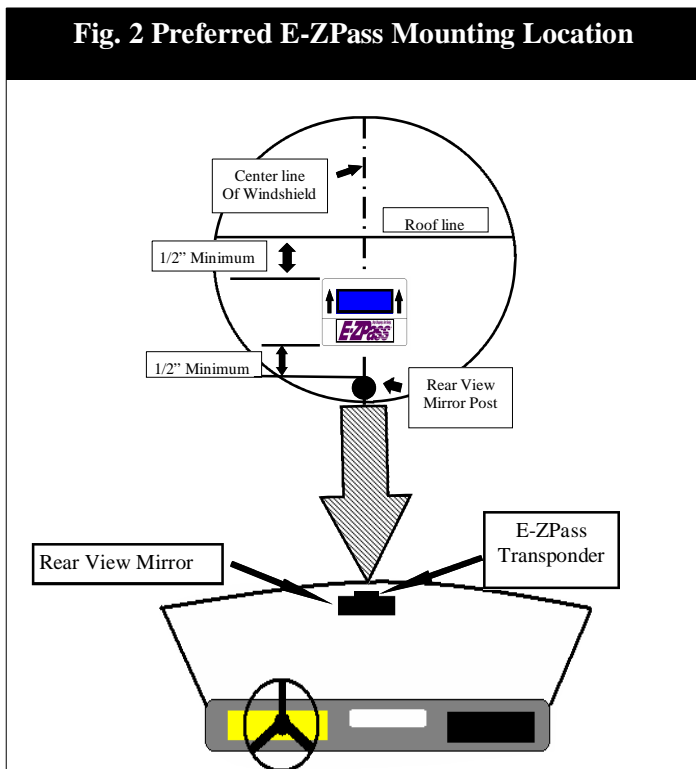 Fig. 2 Preferred E-ZPass Mounting Location
Center line
Of Windshield
Roof line
1/2” Minimum
E-ZPass
1/2” Minimum
Rear View
Mirror Post
E-ZPass
Transponder
Rear View Mirror